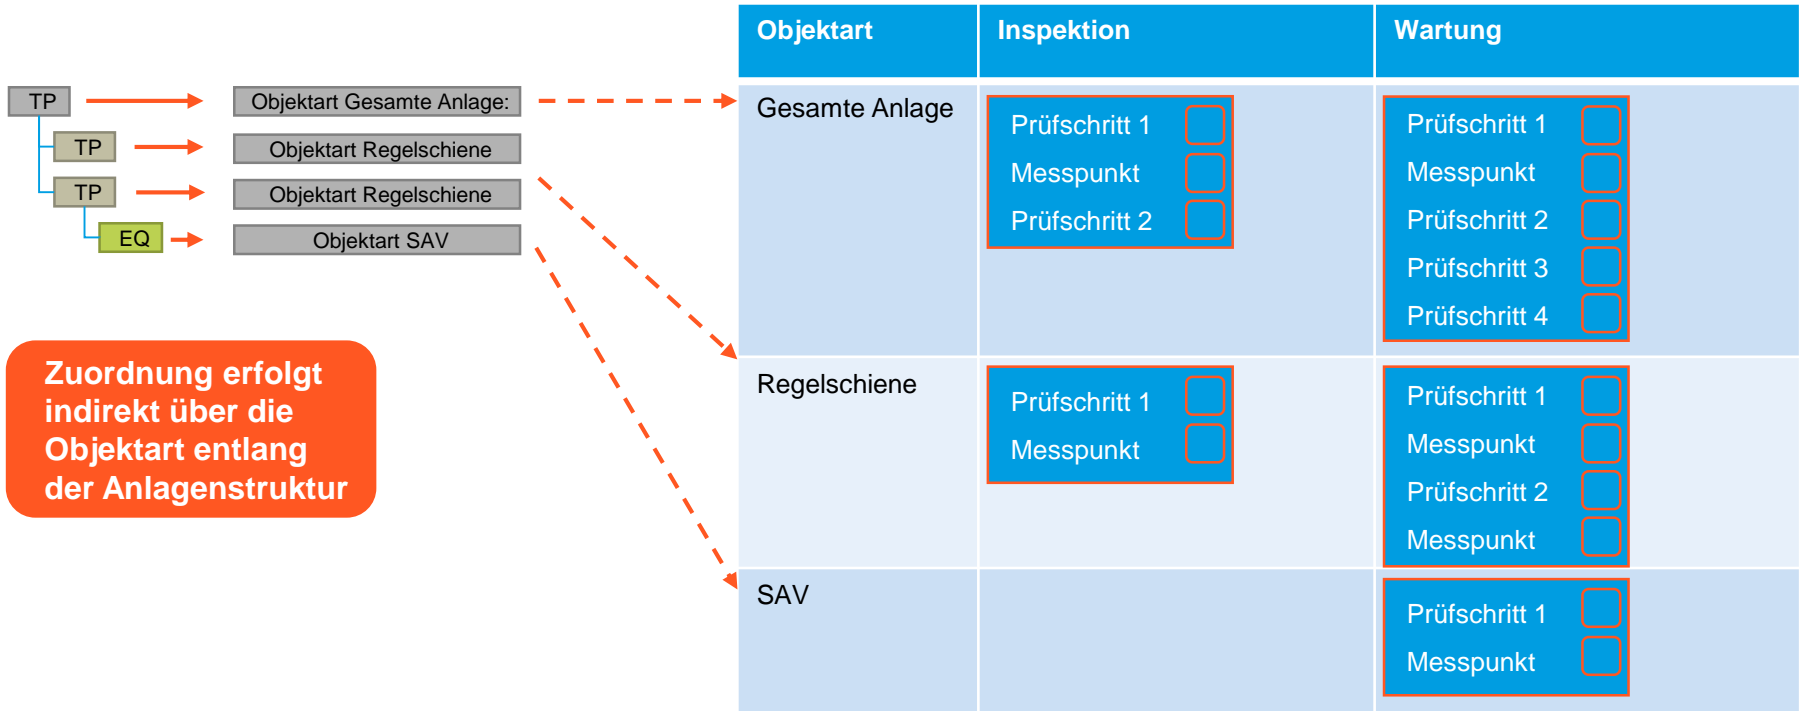 TP
Objektart Gesamte Anlage:
TP
Objektart Regelschiene
TP
Objektart Regelschiene
EQ
Objektart SAV
Zuordnung erfolgt
indirekt über die
Objektart entlang
der Anlagenstruktur
Objektart
Inspektion
Wartung
Gesamte Anlage
Prüfschritt 1
Messpunkt
Prüfschritt 2
Prüfschritt 1
Messpunkt
Prüfschritt 2
Prüfschritt 3
Prüfschritt 4
Regelschiene
Prüfschritt 1
Messpunkt
Prüfschritt 1
Messpunkt
Prüfschritt 2
Messpunkt
SAV
Prüfschritt 1
Messpunkt